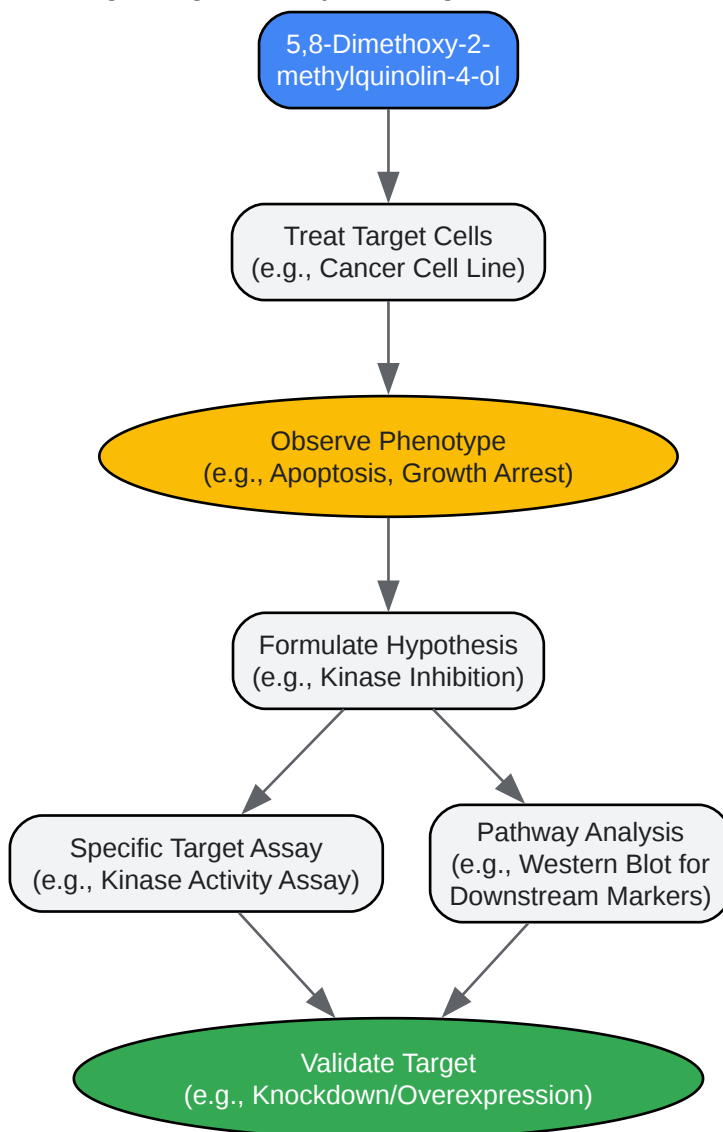 5,8-Dimethoxy-2-
methylquinolin-4-ol
Treat Target Cells
(e.g., Cancer Cell Line)
Observe Phenotype
(e.g., Apoptosis, Growth Arrest)
Formulate Hypothesis
(e.g., Kinase Inhibition)
Specific Target Assay
(e.g., Kinase Activity Assay)
Pathway Analysis
(e.g., Western Blot for
Downstream Markers)
Validate Target
(e.g., Knockdown/Overexpression)